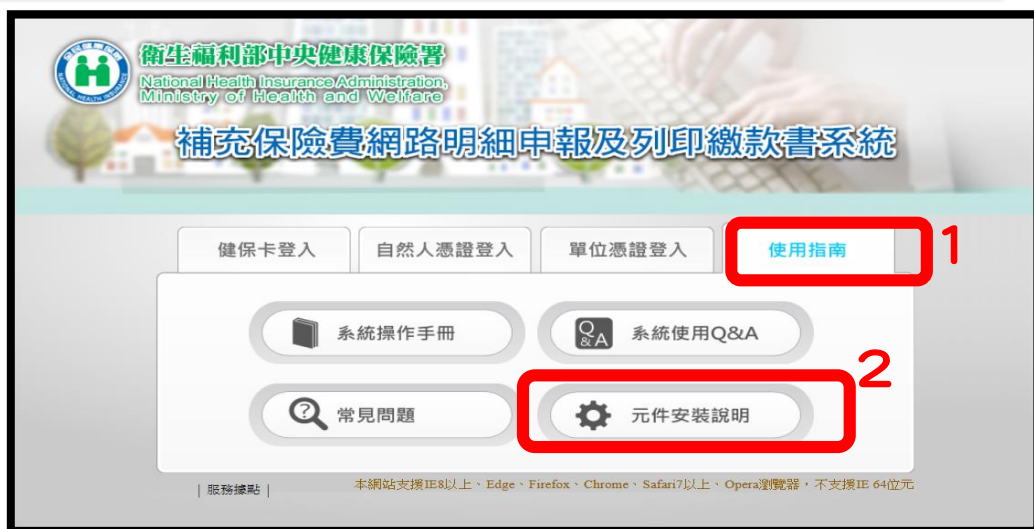 衛生福利部中央健康保險署
National Health Insurance Administration,
Ministry of Health and Welfare
補充保險費網路明細申報及列印繳款書系統
健保卡登入
自然人憑證登入
單位憑證登入
使用指南
1
系統操作手冊
Q&A 系統使用Q&A
2
常見問題
元件安裝說明
| 服務據點 |
本網站支援IE8以上、Edge、Firefox、Chrome、Safari7以上、Opera瀏覽器，不支援IE 64位元